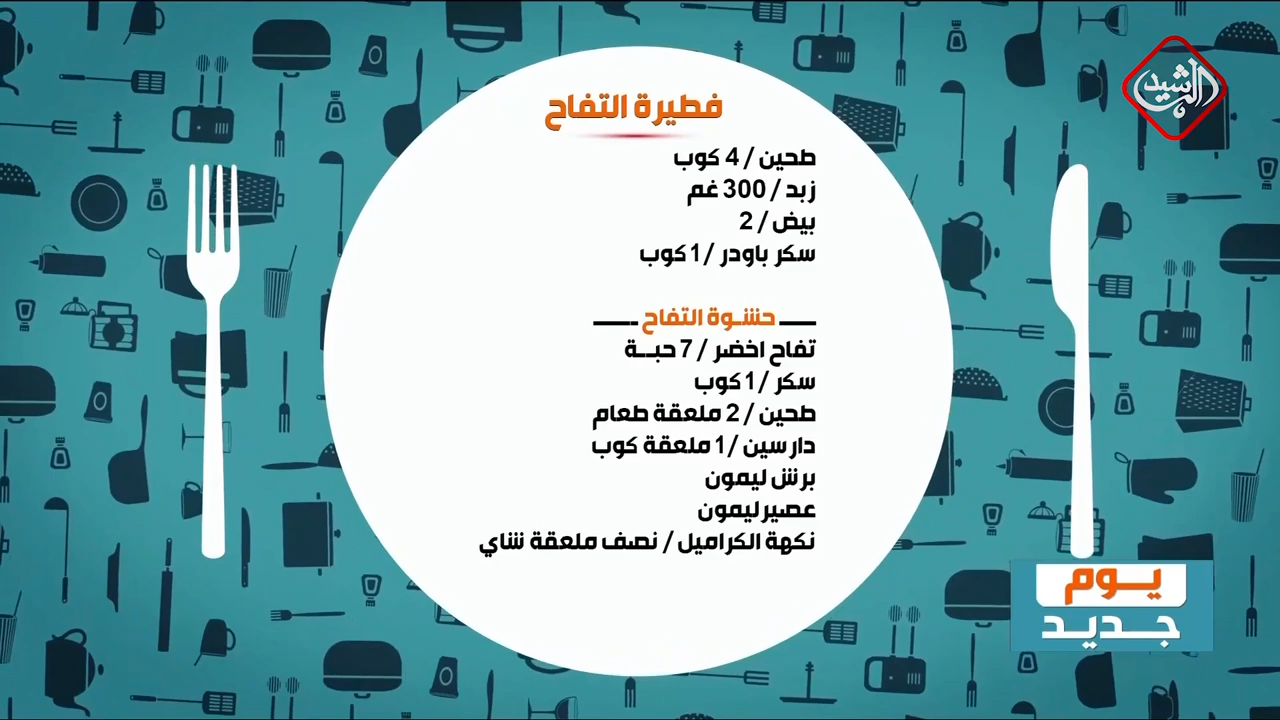 الرشيد
فطيرة التفاح
طحين / 4 كوب
زبد / 300 غم
بيض / 2
سكر باودر / 1 كوب
حشوة التفاح
تفاح اخضر / 7 حبة
سكر / 1 كوب
طحين / 2 ملعقة طعام
دارسين / 1 ملعقة كوب
برش ليمون
عصير ليمون
نكهة الكراميل / نصف ملعقة شاي
يوم
جديد